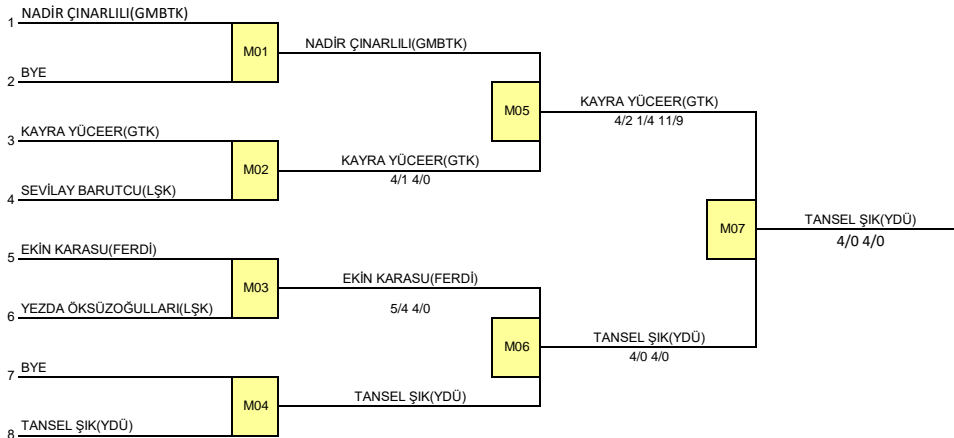 1 NADİR ÇINARLILI(GMBTK)
M01
NADİR ÇINARLILI(GMBTK)
2 BYE
M05
KAYRA YÜCEER(GTK)
4/2 1/4 11/9
3 KAYRA YÜCEER(GTK)
M02
KAYRA YÜCEER(GTK)
4/1 4/0
4 SEVİLAY BARUTCU(LŞK)
M07
TANSEL ŞIK(YDÜ)
4/0 4/0
5 EKİN KARASU(FERDİ)
M03
EKİN KARASU(FERDİ)
5/4 4/0
6 YEZDA ÖKSÜZOĞULLARI(LŞK)
M06
TANSEL ŞIK(YDÜ)
4/0 4/0
7 BYE
M04
TANSEL ŞIK(YDÜ)
8 TANSEL ŞIK(YDÜ)